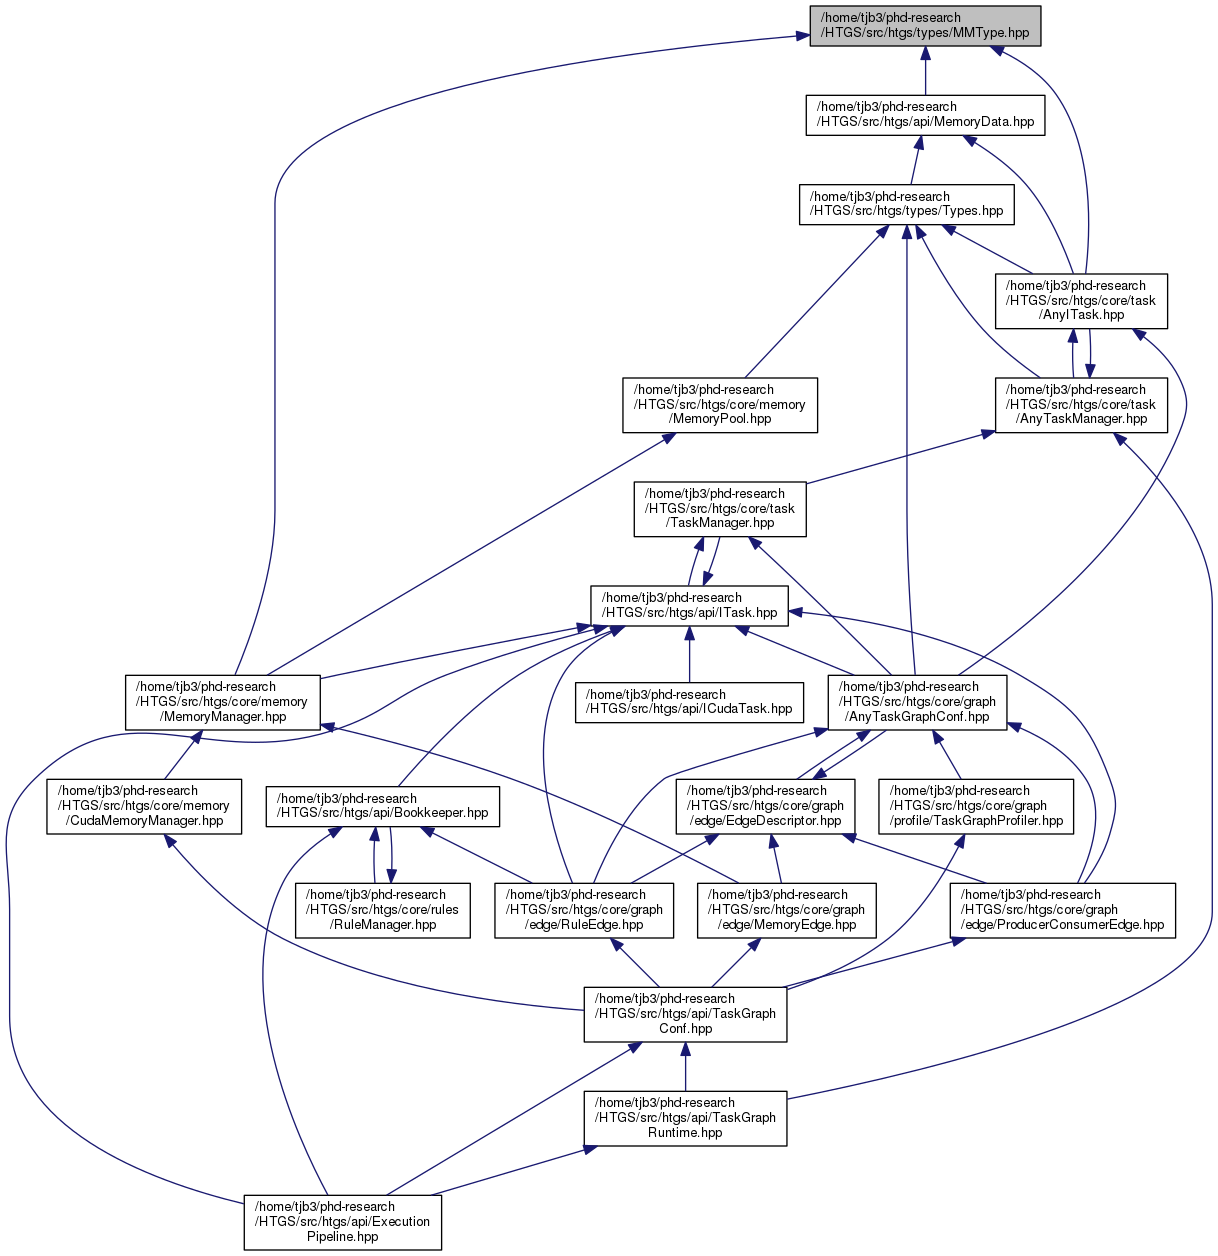 /home/tjb3/phd-research
/HTGS/src/htgs/types/MMType.hpp
/home/tjb3/phd-research
/HTGS/src/htgs/api/MemoryData.hpp
/home/tjb3/phd-research
/HTGS/src/htgs/types/Types.hpp
/home/tjb3/phd-research
/HTGS/src/htgs/core/task
/AnyITask.hpp
/home/tjb3/phd-research
/HTGS/src/htgs/core/memory
/MemoryPool.hpp
/home/tjb3/phd-research
/HTGS/src/htgs/core/task
/AnyTaskManager.hpp
/home/tjb3/phd-research
/HTGS/src/htgs/core/task
/TaskManager.hpp
/home/tjb3/phd-research
/HTGS/src/htgs/api/ITask.hpp
/home/tjb3/phd-research
/HTGS/src/htgs/core/memory
/MemoryManager.hpp
/home/tjb3/phd-research
/HTGS/src/htgs/api/ICudaTask.hpp
/home/tjb3/phd-research
/HTGS/src/htgs/core/graph
/AnyTaskGraphConf.hpp
/home/tjb3/phd-research
/HTGS/src/htgs/core/memory
/CudaMemoryManager.hpp
/home/tjb3/phd-research
/HTGS/src/htgs/api/Bookkeeper.hpp
/home/tjb3/phd-research
/HTGS/src/htgs/core/graph
/edge/EdgeDescriptor.hpp
/home/tjb3/phd-research
/HTGS/src/htgs/core/graph
/profile/TaskGraphProfiler.hpp
/home/tjb3/phd-research
/HTGS/src/htgs/core/rules
/RuleManager.hpp
/home/tjb3/phd-research
/HTGS/src/htgs/core/graph
/edge/RuleEdge.hpp
/home/tjb3/phd-research
/HTGS/src/htgs/core/graph
/edge/MemoryEdge.hpp
/home/tjb3/phd-research
/HTGS/src/htgs/core/graph
/edge/ProducerConsumerEdge.hpp
/home/tjb3/phd-research
/HTGS/src/htgs/api/TaskGraph
Conf.hpp
/home/tjb3/phd-research
/HTGS/src/htgs/api/TaskGraph
Runtime.hpp
/home/tjb3/phd-research
/HTGS/src/htgs/api/Execution
Pipeline.hpp